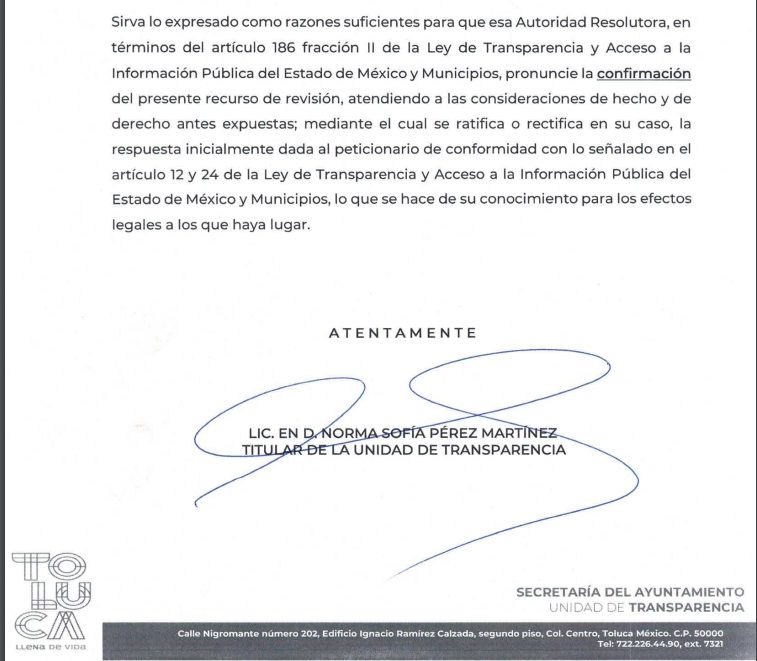 Sirva lo expresado como razones suficientes para que esa Autoridad Resolutora, en
términos del artículo 186 fracción II de la Ley de Transparencia y Acceso a la
Información Pública del Estado de México y Municipios, pronuncie la confirmación
del presente recurso de revisión, atendiendo a las consideraciones de hecho y de
derecho antes expuestas; mediante el cual se ratifica o rectifica en su caso, la
respuesta inicialmente dada al peticionario de conformidad con lo señalado en el
artículo 12 y 24 de la Ley de Transparencia y Acceso a la Información Pública del
Estado de México y Municipios, lo que se hace de su conocimiento para los efectos
legales a los que haya lugar.
ATENTAMENTE
LIC. EN D. NORMA SOFÍA PÉREZ MARTÍNEZ
TITULAR DE LA UNIDAD DE TRANSPARENCIA
TO
LU
CA
LLENA DE VIDA
SECRETARÍA DEL AYUNTAMIENTO
UNIDAD DE TRANSPARENCIA
Calle Nigromante número 202, Edificio Ignacio Ramírez Calzada, segundo piso, Col. Centro, Toluca México. C.P. 50000
Tel: 722.226.44.90, ext. 7321